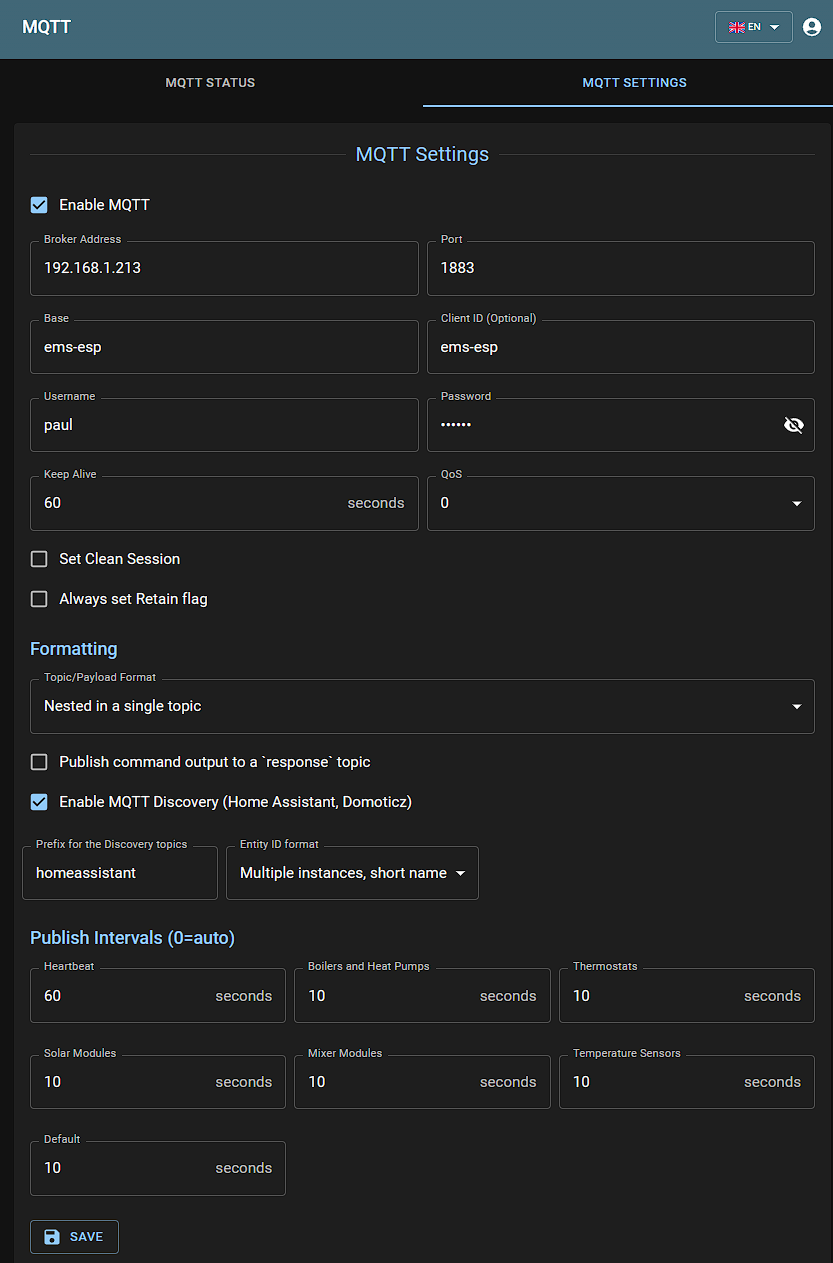 MQTT
EN
MQTT STATUS
MQTT SETTINGS
MQTT Settings
Enable MQTT
Broker Address
192.168.1.213
Port
1883
Base
ems-esp
Client ID (Optional)
ems-esp
Username
paul
Password
••••••
Keep Alive
60 seconds
QoS
0
Set Clean Session
Always set Retain flag
Formatting
Topic/Payload Format
Nested in a single topic
Publish command output to a `response` topic
Enable MQTT Discovery (Home Assistant, Domoticz)
Prefix for the Discovery topics
homeassistant
Entity ID format
Multiple instances, short name
Publish Intervals (0=auto)
Heartbeat
60 seconds
Boilers and Heat Pumps
10 seconds
Thermostats
10 seconds
Solar Modules
10 seconds
Mixer Modules
10 seconds
Temperature Sensors
10 seconds
Default
10 seconds
SAVE